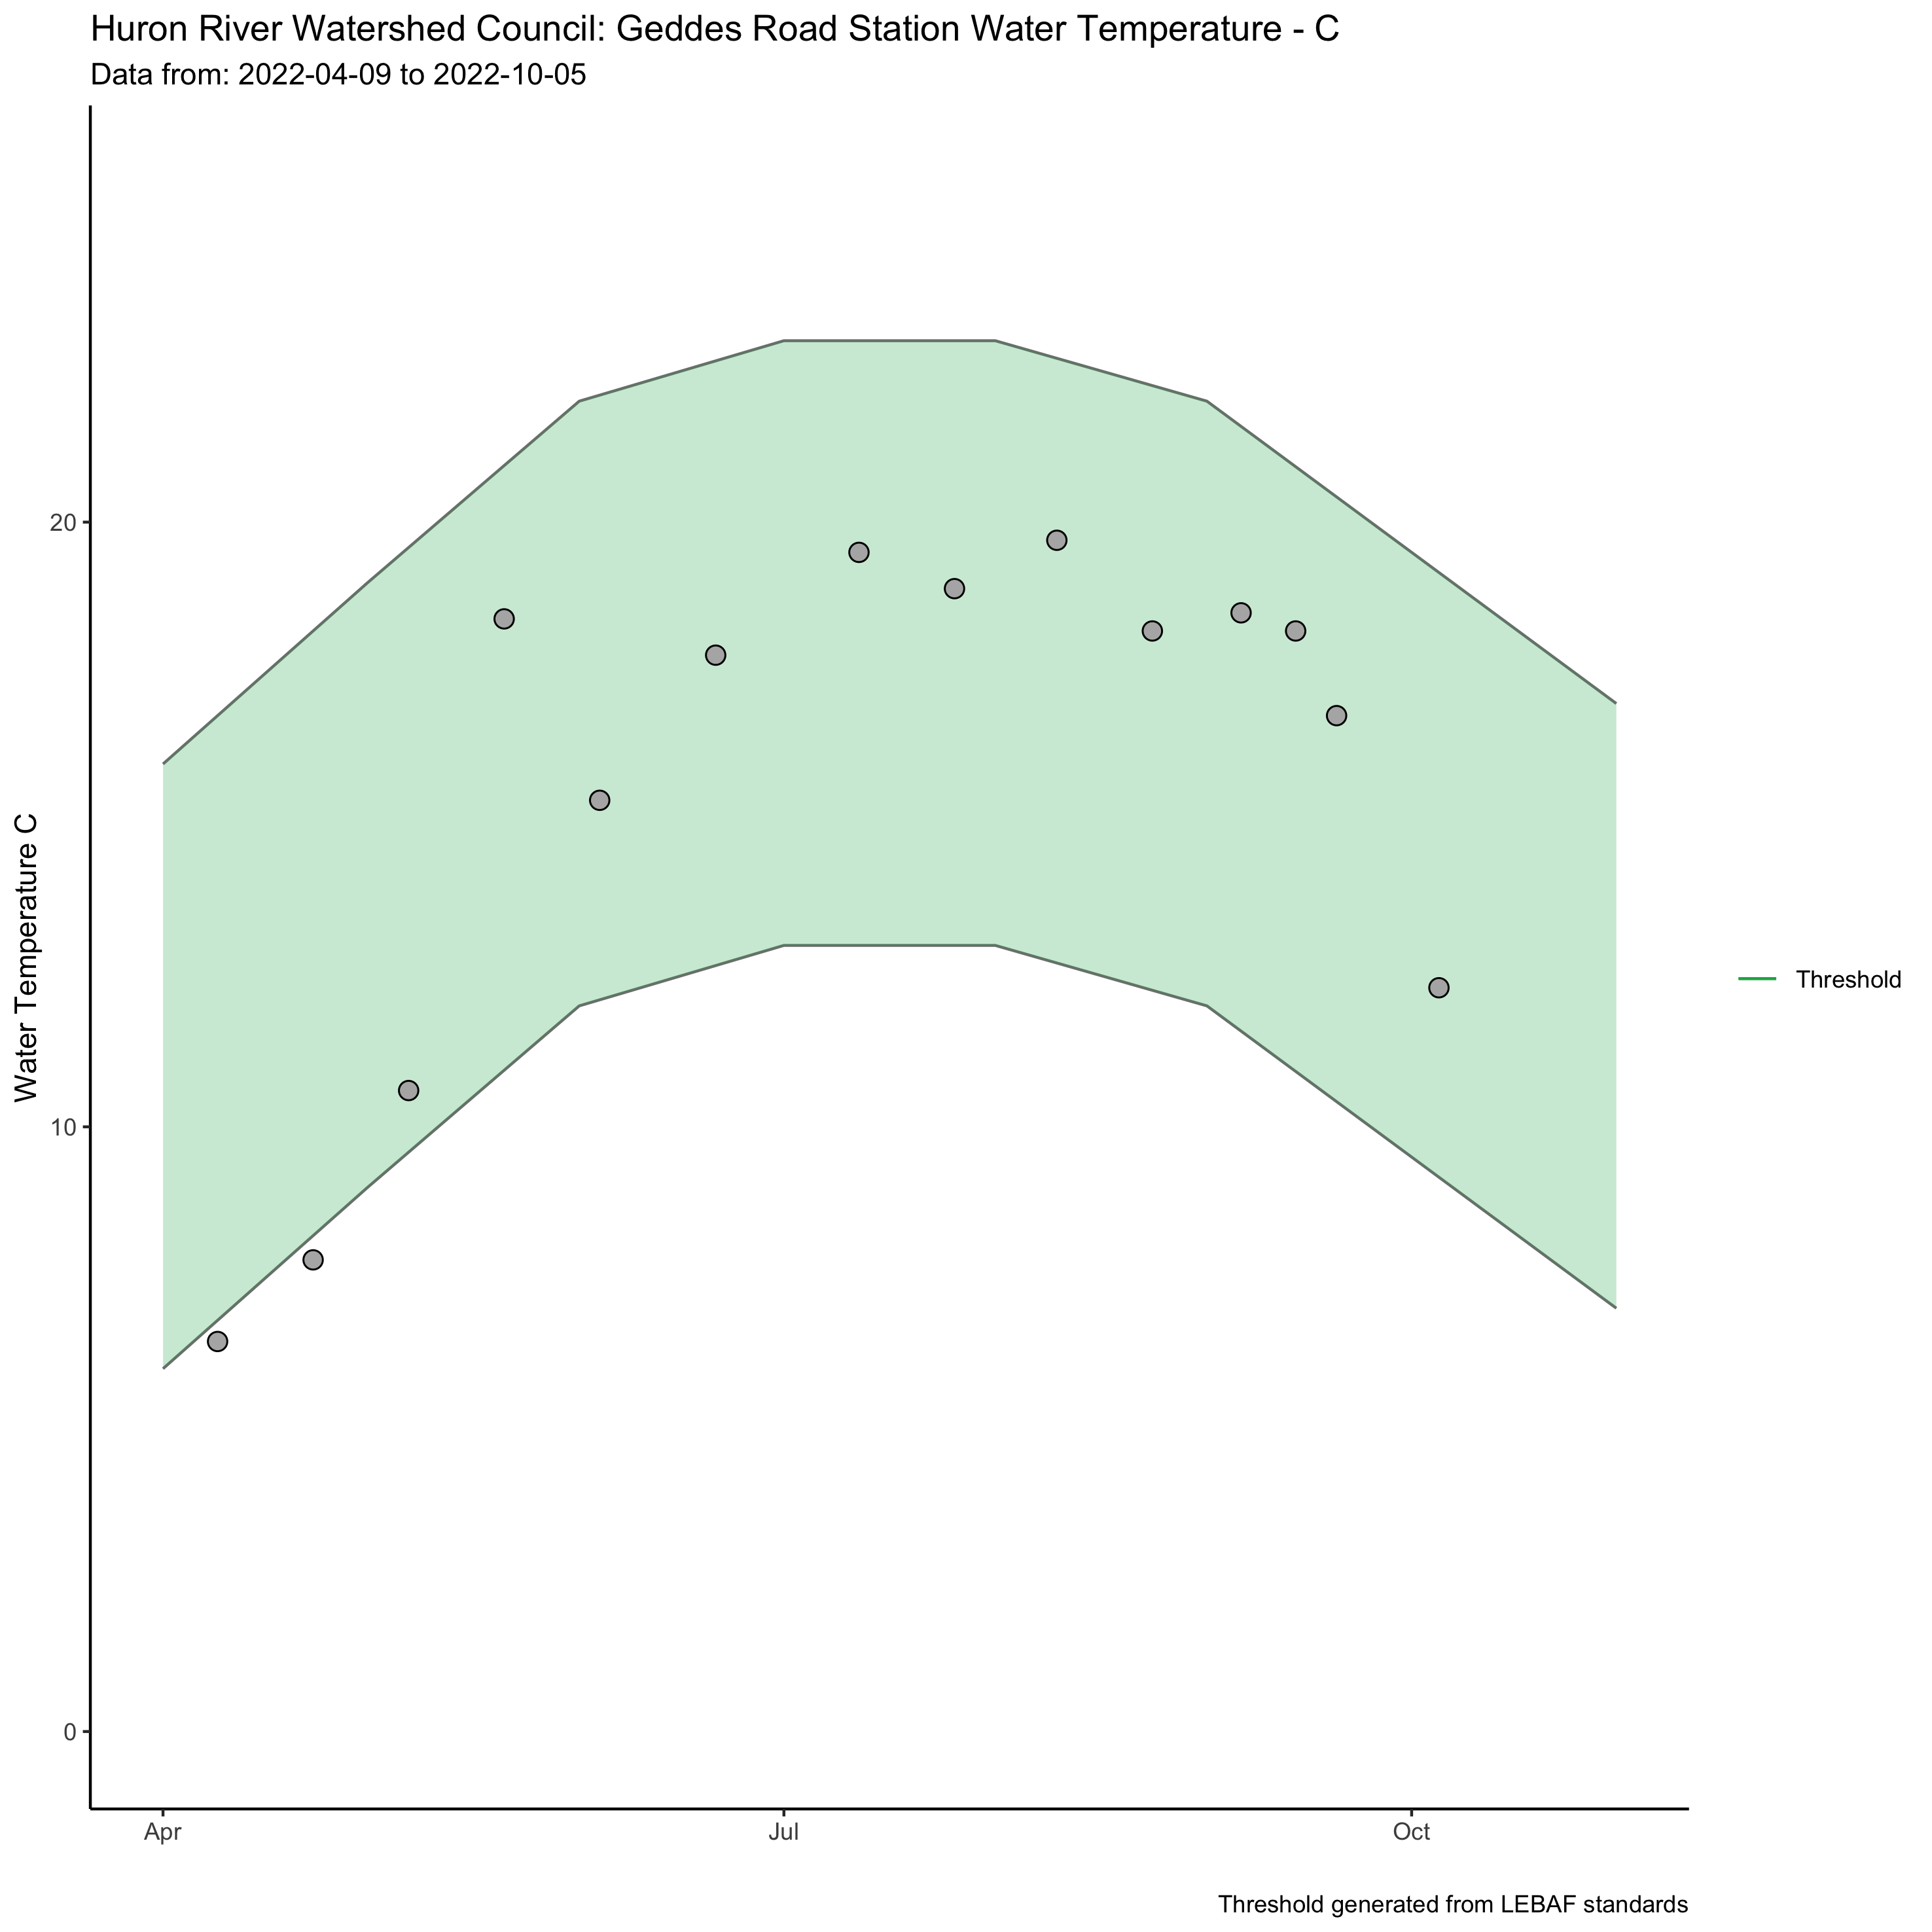 Huron River Watershed Council: Geddes Road Station Water Temperature - C
Data from: 2022-04-09 to 2022-10-05
Water Temperature C
20
10
0
Apr
Jul
Oct
Threshold
Threshold generated from LEBAF standards